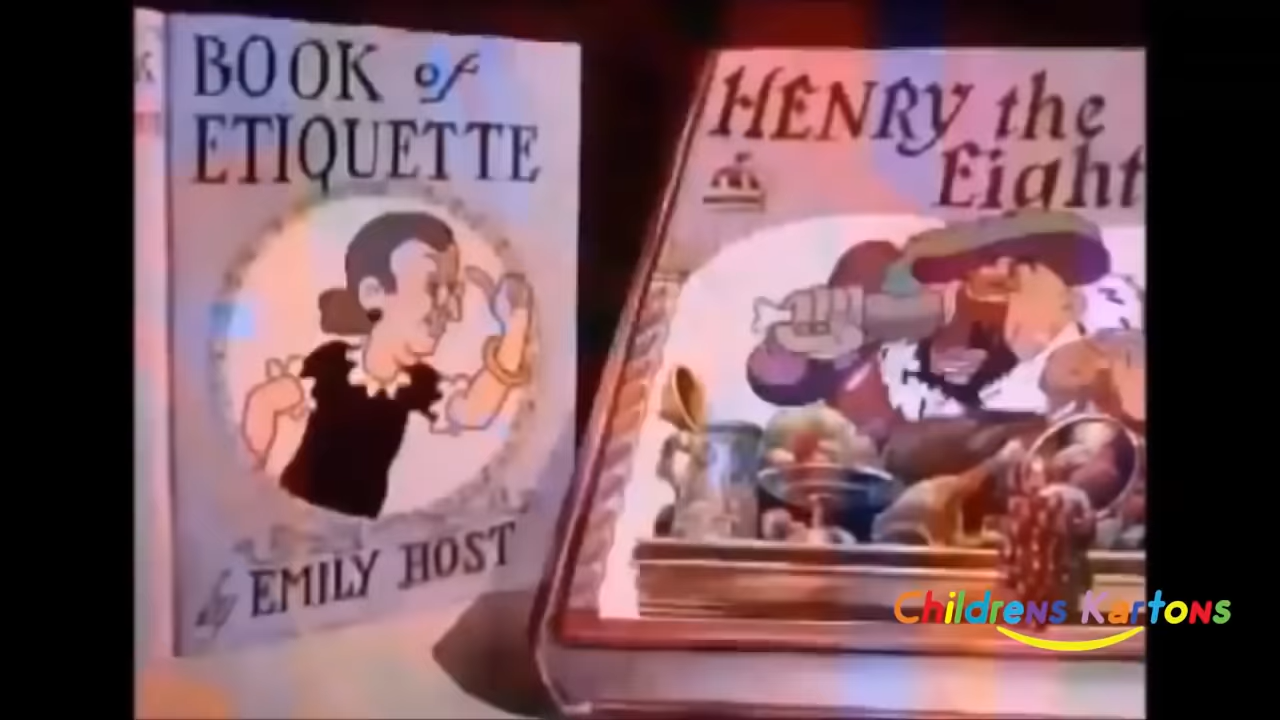 BOOK of
ETIQUETTE
by EMILY HOST
HENRY the
Eight
Childrens Kartons
K